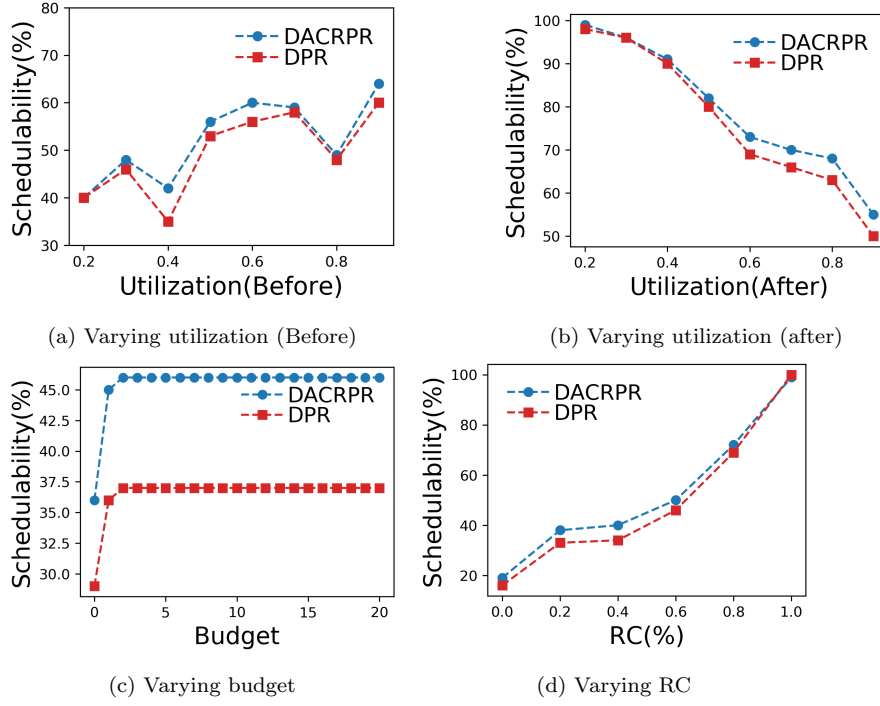 80
70
60
50
40
30
Schedulability(%)
DACRPR
DPR
0.2 0.4 0.6 0.8
Utilization(Before)
(a) Varying utilization (Before)
100
90
80
70
60
50
Schedulability(%)
DACRPR
DPR
0.2 0.4 0.6 0.8
Utilization(After)
(b) Varying utilization (after)
45.0
42.5
40.0
37.5
35.0
32.5
30.0
Schedulability(%)
DACRPR
DPR
0 5 10 15 20
Budget
(c) Varying budget
100
80
60
40
20
Schedulability(%)
DACRPR
DPR
0.0 0.2 0.4 0.6 0.8 1.0
RC(%)
(d) Varying RC